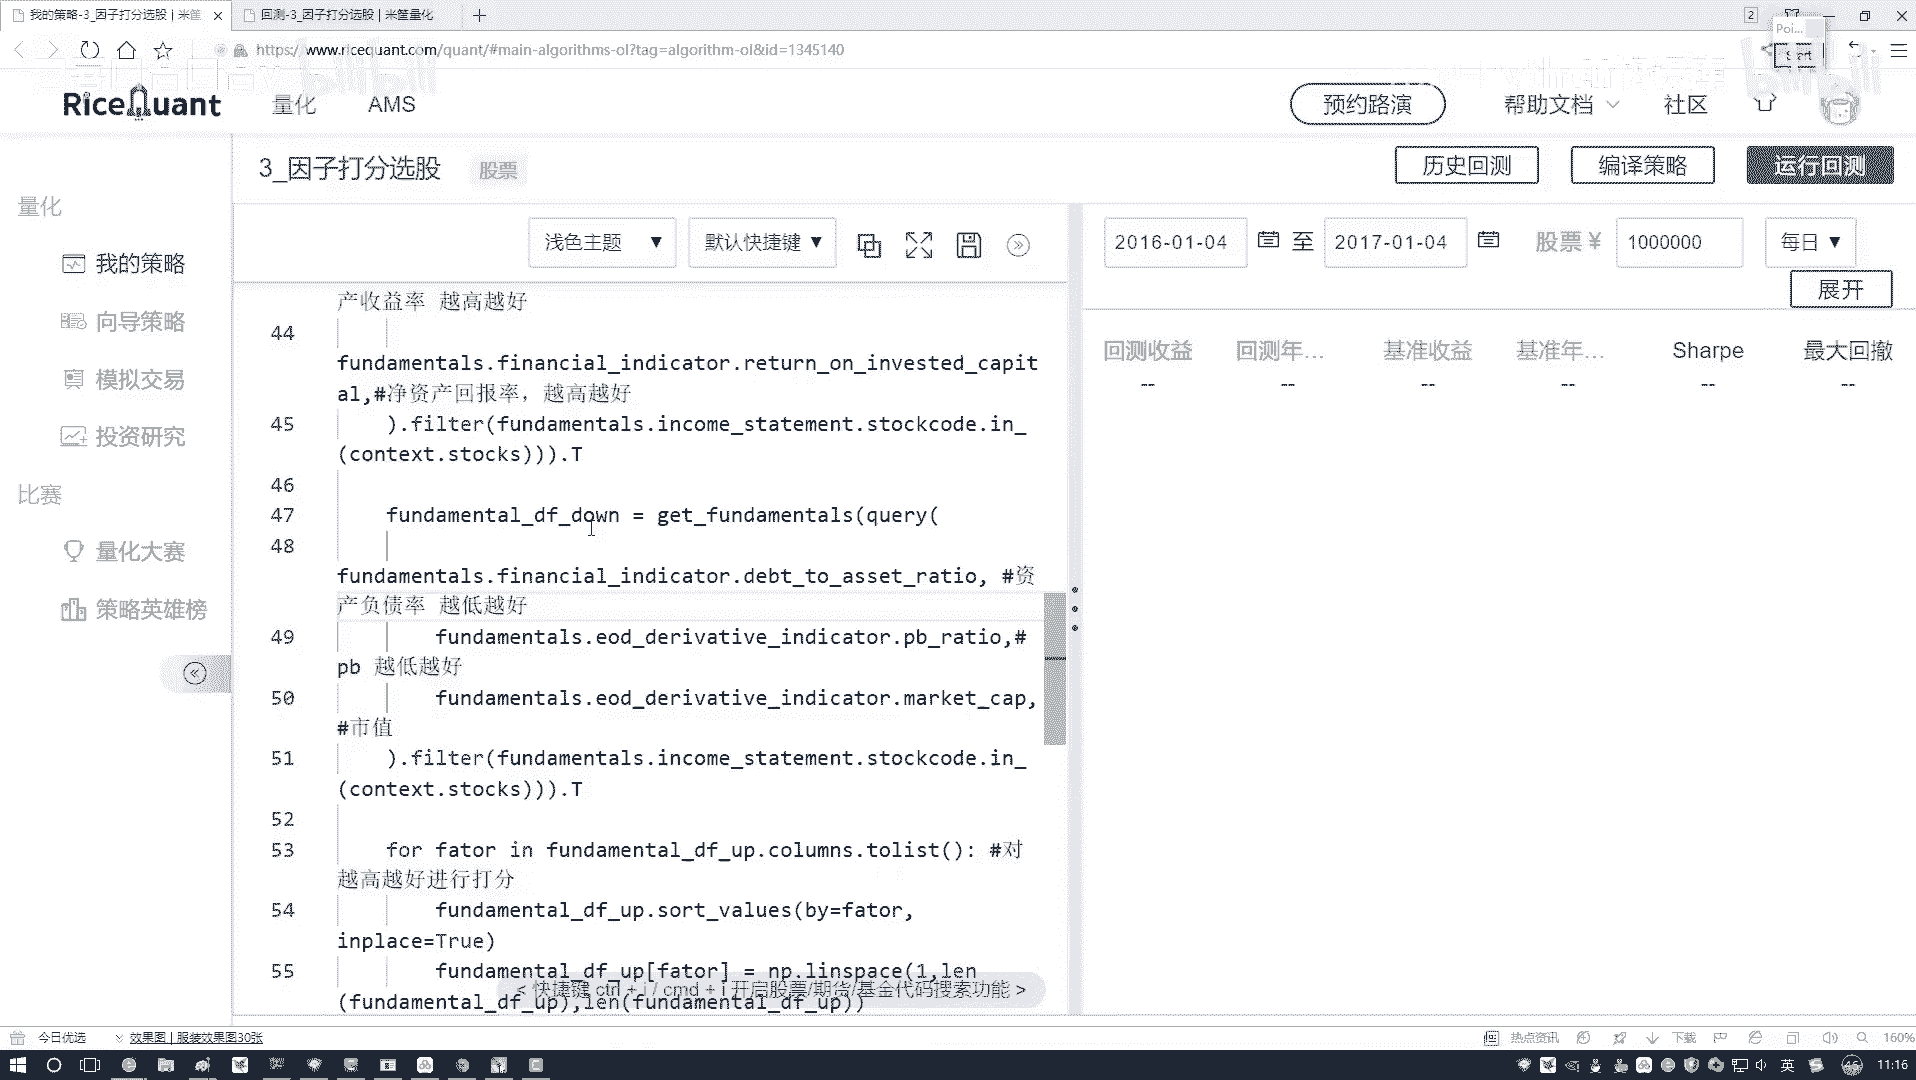 我的策略-3_因子打分选股 | 米筐
回测-3_因子打分选股 | 米筐量化
2
https://www.ricequant.com/quant/#main-algorithms-ol?tag=algorithm-ol&id=1345140
Poi...
RiceQuant
量化
AMS
预约路演
帮助文档
社区
3_因子打分选股
股票
历史回测
编译策略
运行回测
量化
我的策略
向导策略
模拟交易
投资研究
比赛
量化大赛
策略英雄榜
浅色主题 ▼
默认快捷键 ▼
2016-01-04
至
2017-01-04
股票 ¥
1000000
每日 ▼
展开
回测收益
回测年...
基准收益
基准年...
Sharpe
最大回撤
--
--
--
--
--
--
产收益率 越高越好
44
fundamentals.financial_indicator.return_on_invested_capit
al,#净资产回报率，越高越好
45 ).filter(fundamentals.income_statement.stockcode.in_
(context.stocks))).T
46
47 fundamental_df_down = get_fundamentals(query(
48
fundamentals.financial_indicator.debt_to_asset_ratio, #资
产负债率 越低越好
49 fundamentals.eod_derivative_indicator.pb_ratio,#
pb 越低越好
50 fundamentals.eod_derivative_indicator.market_cap,
#市值
51 ).filter(fundamentals.income_statement.stockcode.in_
(context.stocks))).T
52
53 for fator in fundamental_df_up.columns.tolist(): #对
越高越好进行打分
54 fundamental_df_up.sort_values(by=fator,
inplace=True)
55 fundamental_df_up[fator] = np.linspace(1,len
(fundamental_df_up),len(fundamental_df_up))
< 快捷键 ctrl + i / cmd + i 开启股票/期货/基金代码搜索功能 >
今日优选
效果图 | 服装效果图30张
热点资讯
下载
160%
英
46
11:16